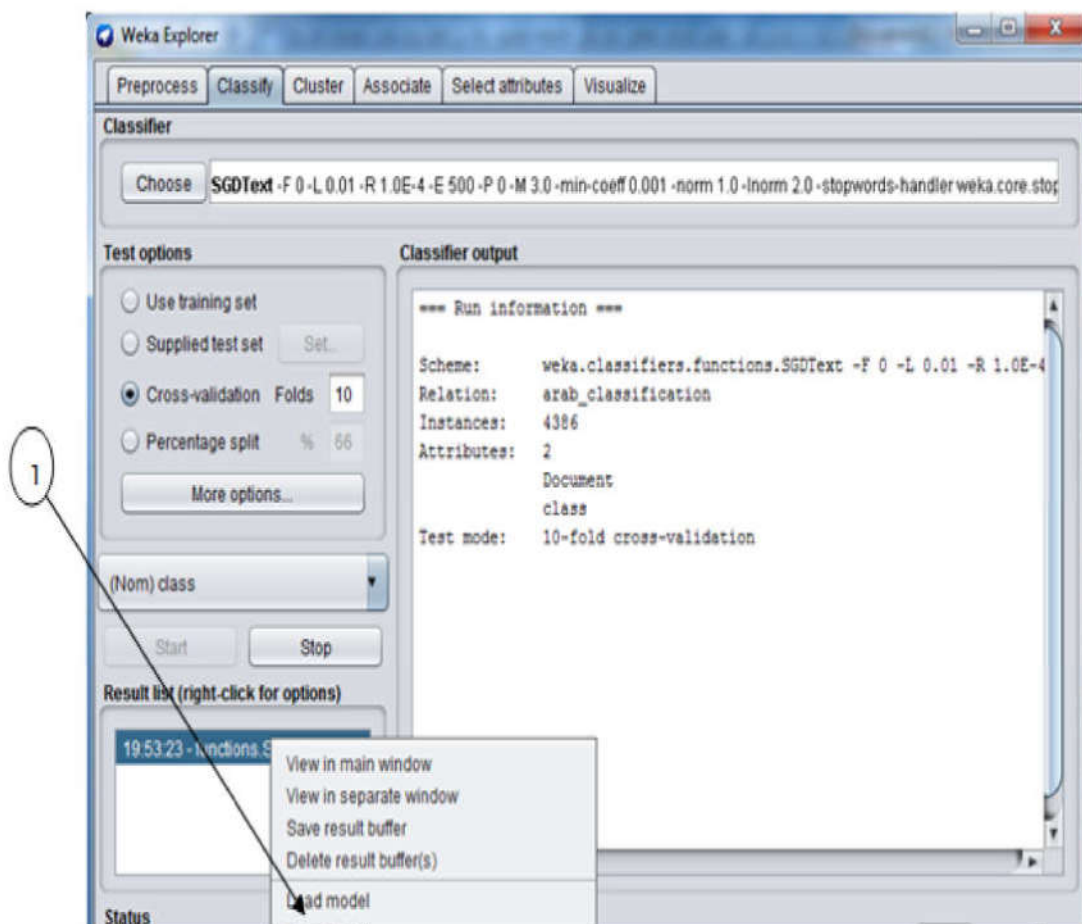 Weka Explorer
Preprocess Classify Cluster Associate Select attributes Visualize
Classifier
Choose SGDText -F 0 -L 0.01 -R 1.0E-4 -E 500 -P 0 -M 3.0 -min-coeff 0.001 -norm 1.0 -lnorm 2.0 -stopwords-handler weka.core.stop
Test options
Use training set
Supplied test set Set...
Cross-validation Folds 10
Percentage split % 66
More options...
(Nom) class
Start Stop
Result list (right-click for options)
19:53:23 - functions.S
Classifier output
=== Run information ===
Scheme: weka.classifiers.functions.SGDText -F 0 -L 0.01 -R 1.0E-4
Relation: arab_classification
Instances: 4386
Attributes: 2
Document
class
Test mode: 10-fold cross-validation
View in main window
View in separate window
Save result buffer
Delete result buffer(s)
Load model
Status
1